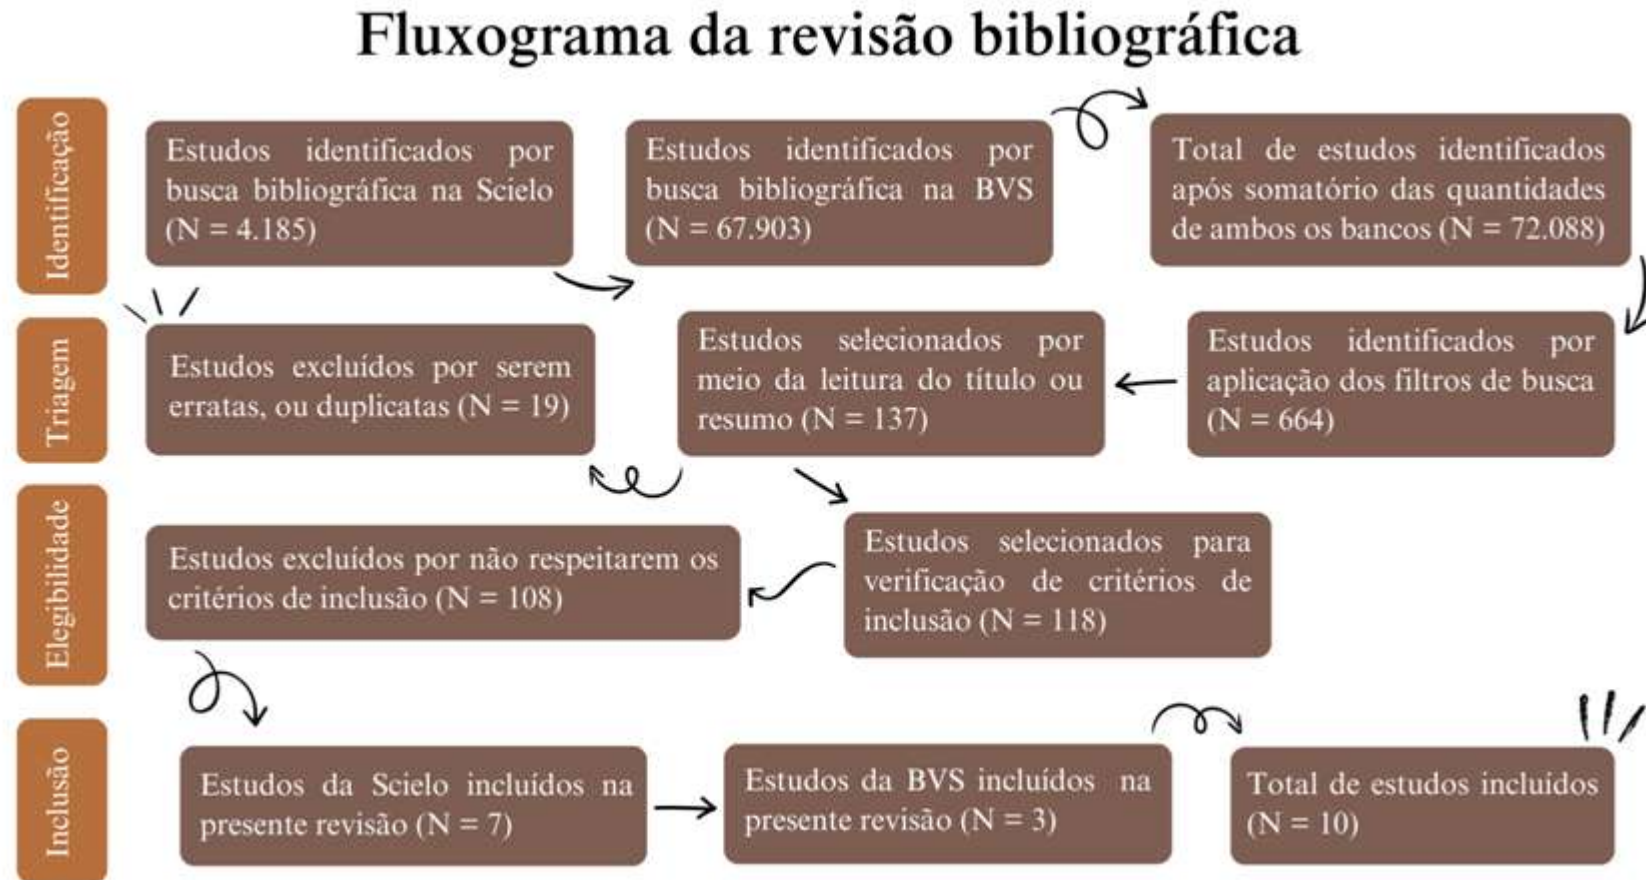 Fluxograma da revisão bibliográfica
Identificação
Estudos identificados por
busca bibliográfica na Scielo
(N = 4.185)
Estudos identificados por
busca bibliográfica na BVS
(N = 67.903)
Total de estudos identificados
após somatório das quantidades
de ambos os bancos (N = 72.088)
Triagem
Estudos excluídos por serem
erratas, ou duplicatas (N = 19)
Estudos selecionados por
meio da leitura do título ou
resumo (N = 137)
Estudos identificados por
aplicação dos filtros de busca
(N = 664)
Elegibilidade
Estudos excluídos por não respeitarem os
critérios de inclusão (N = 108)
Estudos selecionados para
verificação de critérios de
inclusão (N = 118)
Inclusão
Estudos da Scielo incluídos na
presente revisão (N = 7)
Estudos da BVS incluídos na
presente revisão (N = 3)
Total de estudos incluídos
(N = 10)